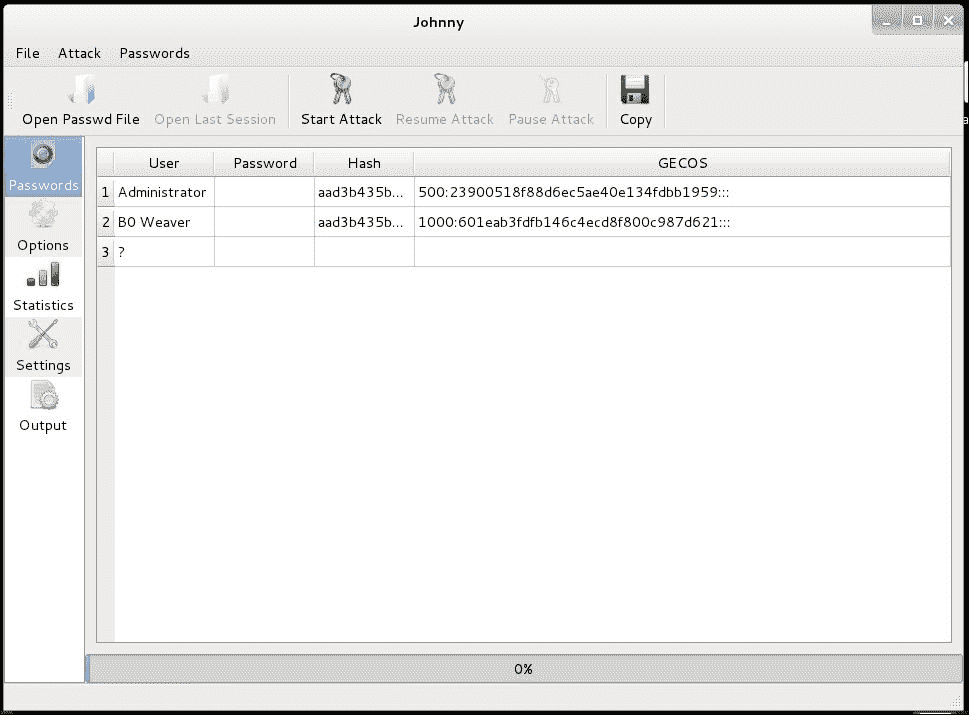 Johnny
File Attack Passwords
Open Passwd File Open Last Session Start Attack Resume Attack Pause Attack Copy
Passwords
Options
Statistics
Settings
Output
User Password Hash GECOS
1 Administrator aad3b435b... 500:23900518f88d6ec5ae40e134fdbb1959:::
2 B0 Weaver aad3b435b... 1000:601eab3fdfb146c4ecd8f800c987d621:::
3 ?
0%